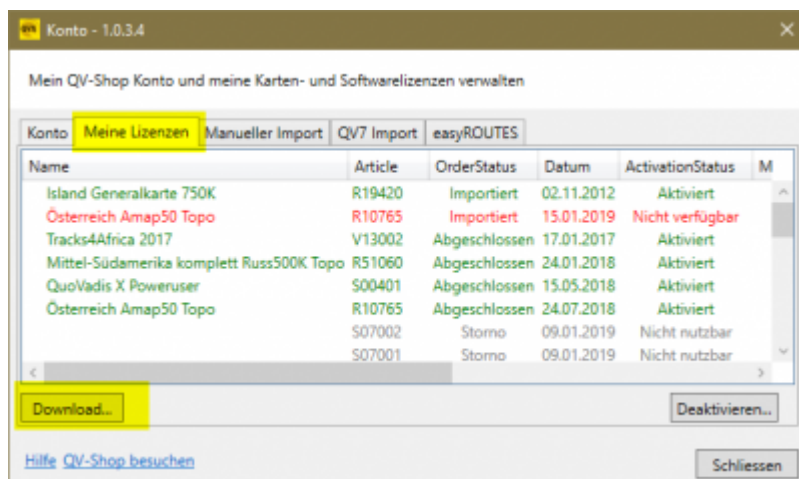 Konto - 1.0.3.4
Mein QV-Shop Konto und meine Karten- und Softwarelizenzen verwalten
Konto Meine Lizenzen Manueller Import QV7 Import easyROUTES
Name Article OrderStatus Datum ActivationStatus M
Island Generalkarte 750K R19420 Importiert 02.11.2012 Aktiviert
Österreich Amap50 Topo R10765 Importiert 15.01.2019 Nicht verfügbar
Tracks4Africa 2017 V13002 Abgeschlossen 17.01.2017 Aktiviert
Mittel-Südamerika komplett Russ500K Topo R51060 Abgeschlossen 24.01.2018 Aktiviert
QuoVadis X Poweruser S00401 Abgeschlossen 15.05.2018 Aktiviert
Österreich Amap50 Topo R10765 Abgeschlossen 24.07.2018 Aktiviert
S07002 Storno 09.01.2019 Nicht nutzbar
S07001 Storno 09.01.2019 Nicht nutzbar
Download... Deaktivieren...
Hilfe QV-Shop besuchen
Schliessen